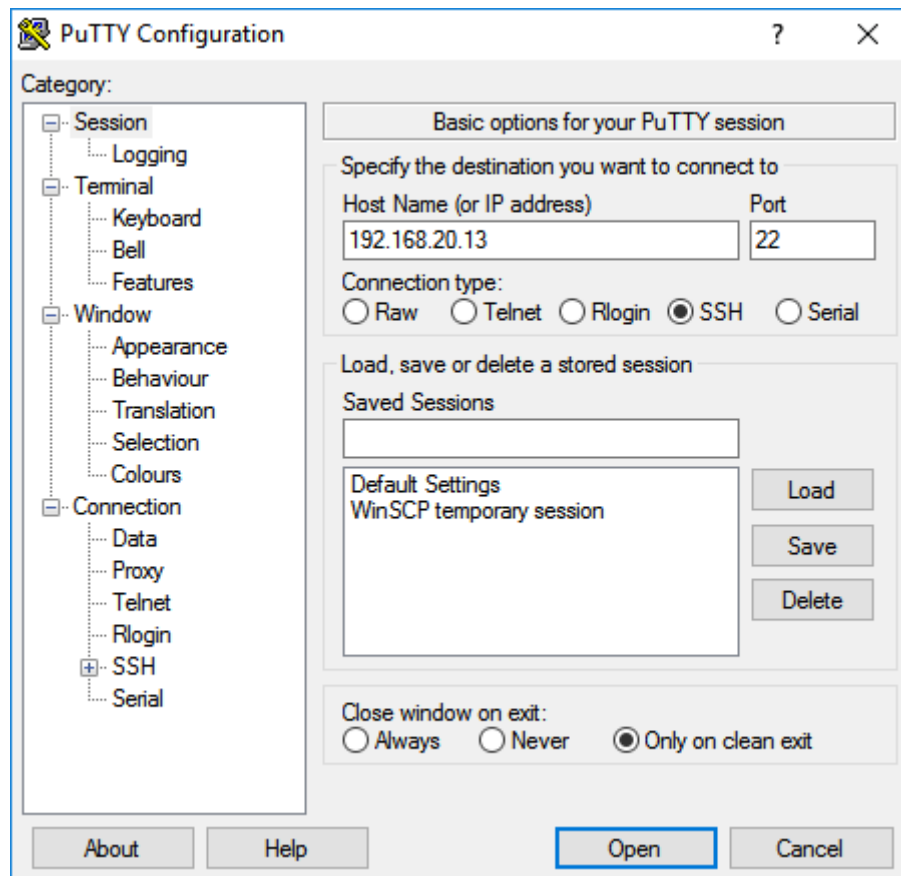 PuTTY Configuration
?
Category:
Session
Logging
Terminal
Keyboard
Bell
Features
Window
Appearance
Behaviour
Translation
Selection
Colours
Connection
Data
Proxy
Telnet
Rlogin
SSH
Serial
Basic options for your PuTTY session
Specify the destination you want to connect to
Host Name (or IP address) Port
192.168.20.13 22
Connection type:
Raw Telnet Rlogin SSH Serial
Load, save or delete a stored session
Saved Sessions
Default Settings
WinSCP temporary session
Load
Save
Delete
Close window on exit:
Always Never Only on clean exit
About Help Open Cancel